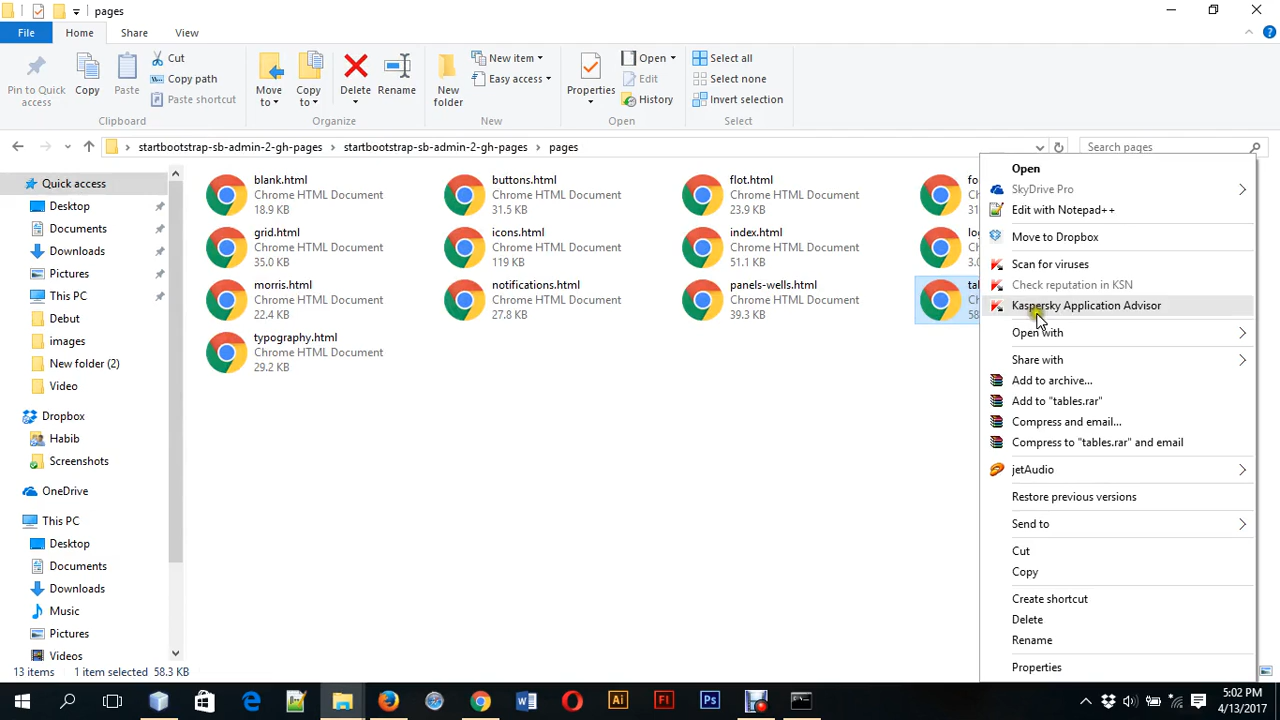 pages
File Home Share View
Pin to Quick access
Copy
Paste
Cut
Copy path
Paste shortcut
Clipboard
Move to
Copy to
Delete
Rename
Organize
New folder
New item
Easy access
New
Properties
Open
Edit
History
Open
Select all
Select none
Invert selection
Select
startbootstrap-sb-admin-2-gh-pages startbootstrap-sb-admin-2-gh-pages pages
Search pages
Quick access
Desktop
Documents
Downloads
Pictures
This PC
Debut
images
New folder (2)
Video
Dropbox
Habib
Screenshots
OneDrive
This PC
Desktop
Documents
Downloads
Music
Pictures
Videos
blank.html
Chrome HTML Document
18.9 KB
buttons.html
Chrome HTML Document
31.5 KB
flot.html
Chrome HTML Document
23.9 KB
grid.html
Chrome HTML Document
35.0 KB
icons.html
Chrome HTML Document
119 KB
index.html
Chrome HTML Document
51.1 KB
morris.html
Chrome HTML Document
22.4 KB
notifications.html
Chrome HTML Document
27.8 KB
panels-wells.html
Chrome HTML Document
39.3 KB
typography.html
Chrome HTML Document
29.2 KB
Open
SkyDrive Pro
Edit with Notepad++
Move to Dropbox
Scan for viruses
Check reputation in KSN
Kaspersky Application Advisor
Open with
Share with
Add to archive...
Add to "tables.rar"
Compress and email...
Compress to "tables.rar" and email
jetAudio
Restore previous versions
Send to
Cut
Copy
Create shortcut
Delete
Rename
Properties
13 items 1 item selected 58.3 KB
5:02 PM
4/13/2017